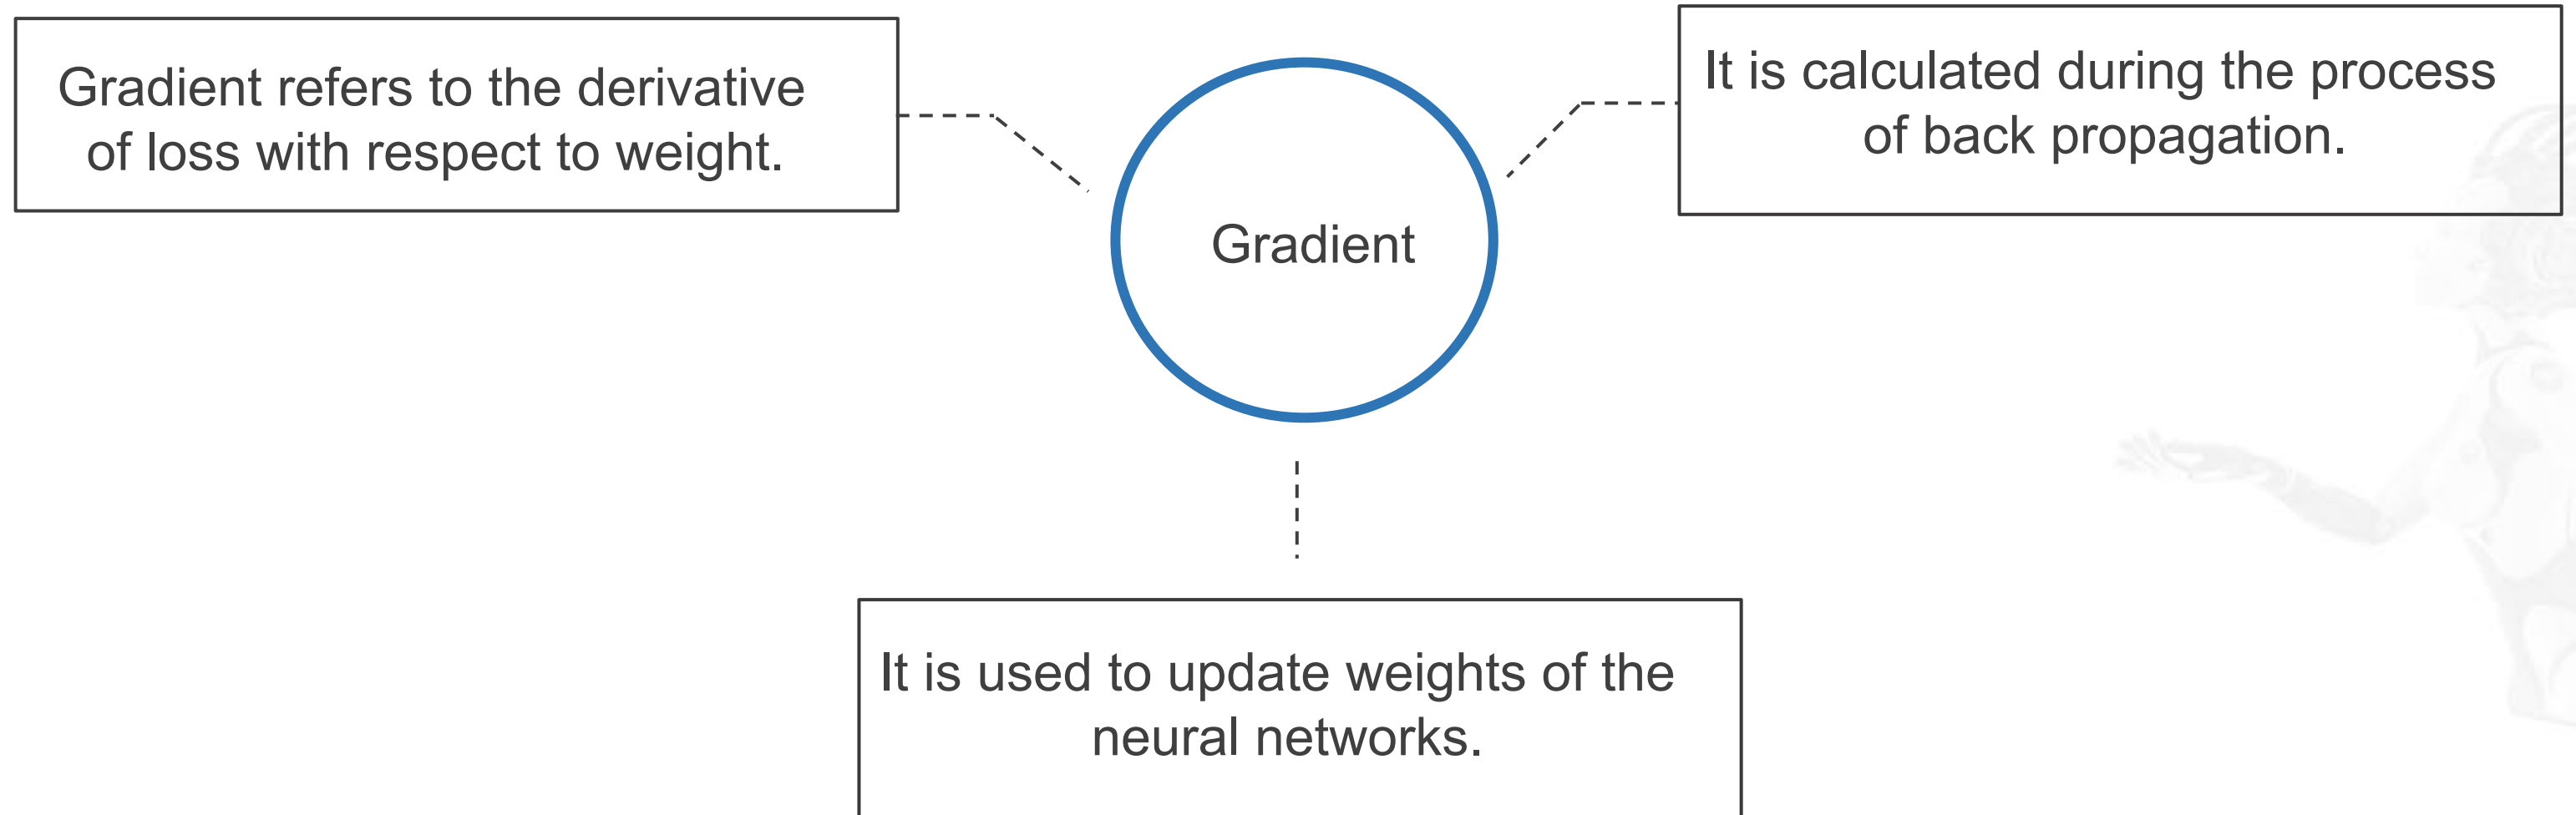 Gradient refers to the derivative
of loss with respect to weight.
It is calculated during the process
of back propagation.
Gradient
It is used to update weights of the
neural networks.